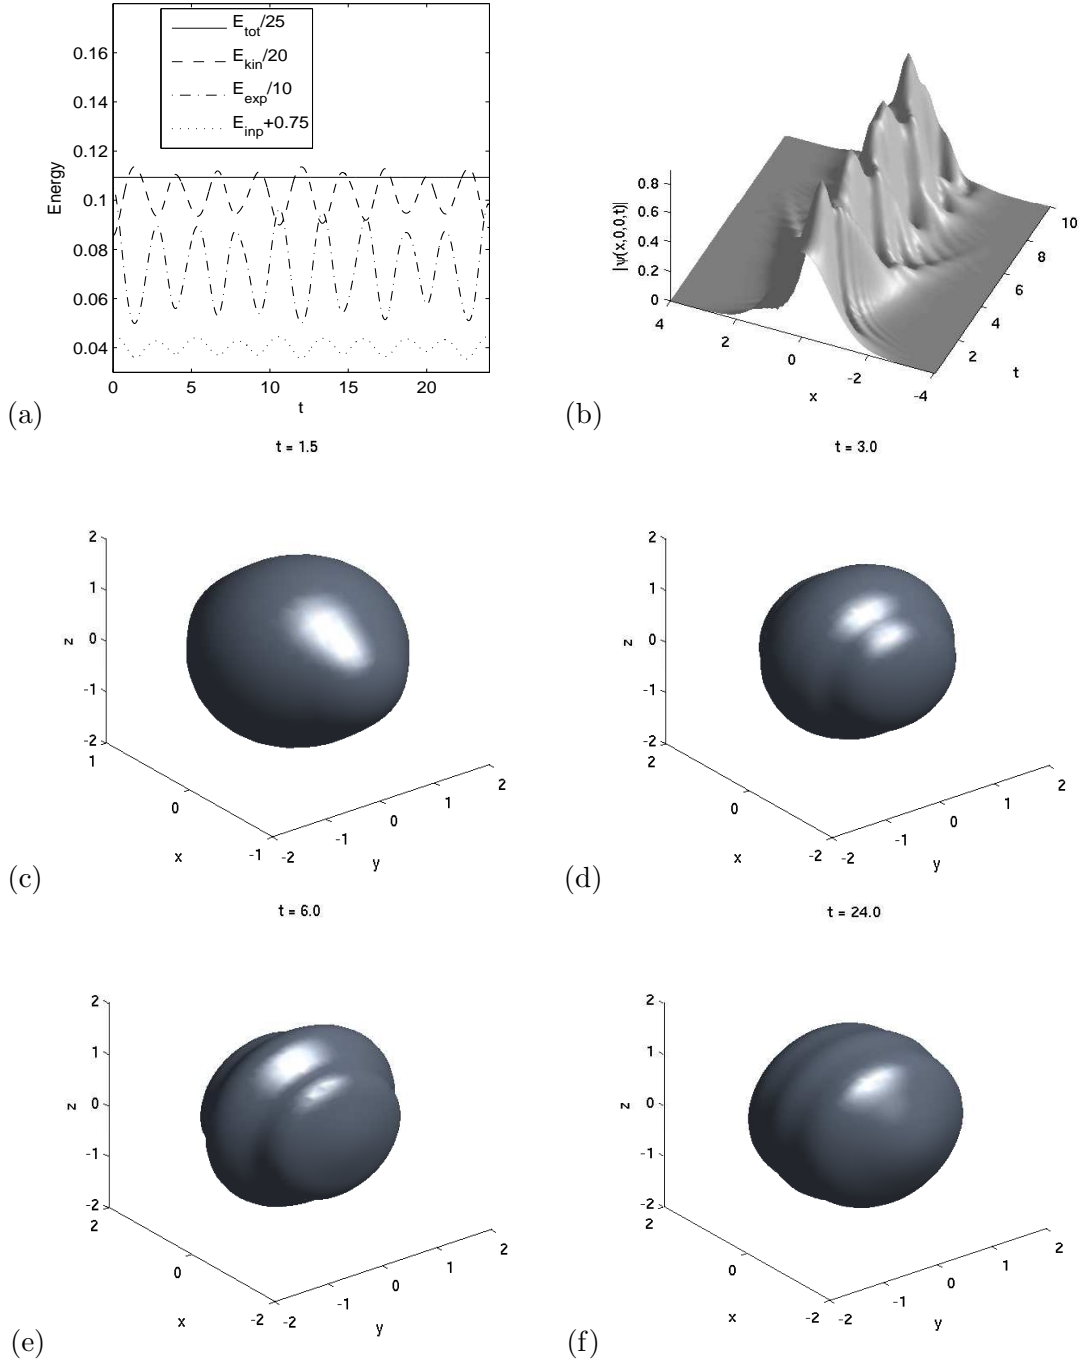 0.16
0.14
0.12
0.1
0.08
0.06
0.04
Energy
E_tot/25
E_kin/20
E_exp/10
E_inp+0.75
0 5 10 15 20
t
(a)
0.8
0.6
0.4
0.2
0
|ψ(x,0,0,t)|
4 2 0 -2 -4
x
2 4 6 8 10
t
(b)
t = 1.5
2
1
0
-1
-2
z
1 0 -1
x
-2 -1 0 1 2
y
(c)
t = 3.0
2
1
0
-1
-2
z
2 0 -2
x
-2 -1 0 1 2
y
(d)
t = 6.0
2
1
0
-1
-2
z
2 0 -2
x
-2 -1 0 1 2
y
(e)
t = 24.0
2
1
0
-1
-2
z
2 0 -2
x
-2 -1 0 1 2
y
(f)